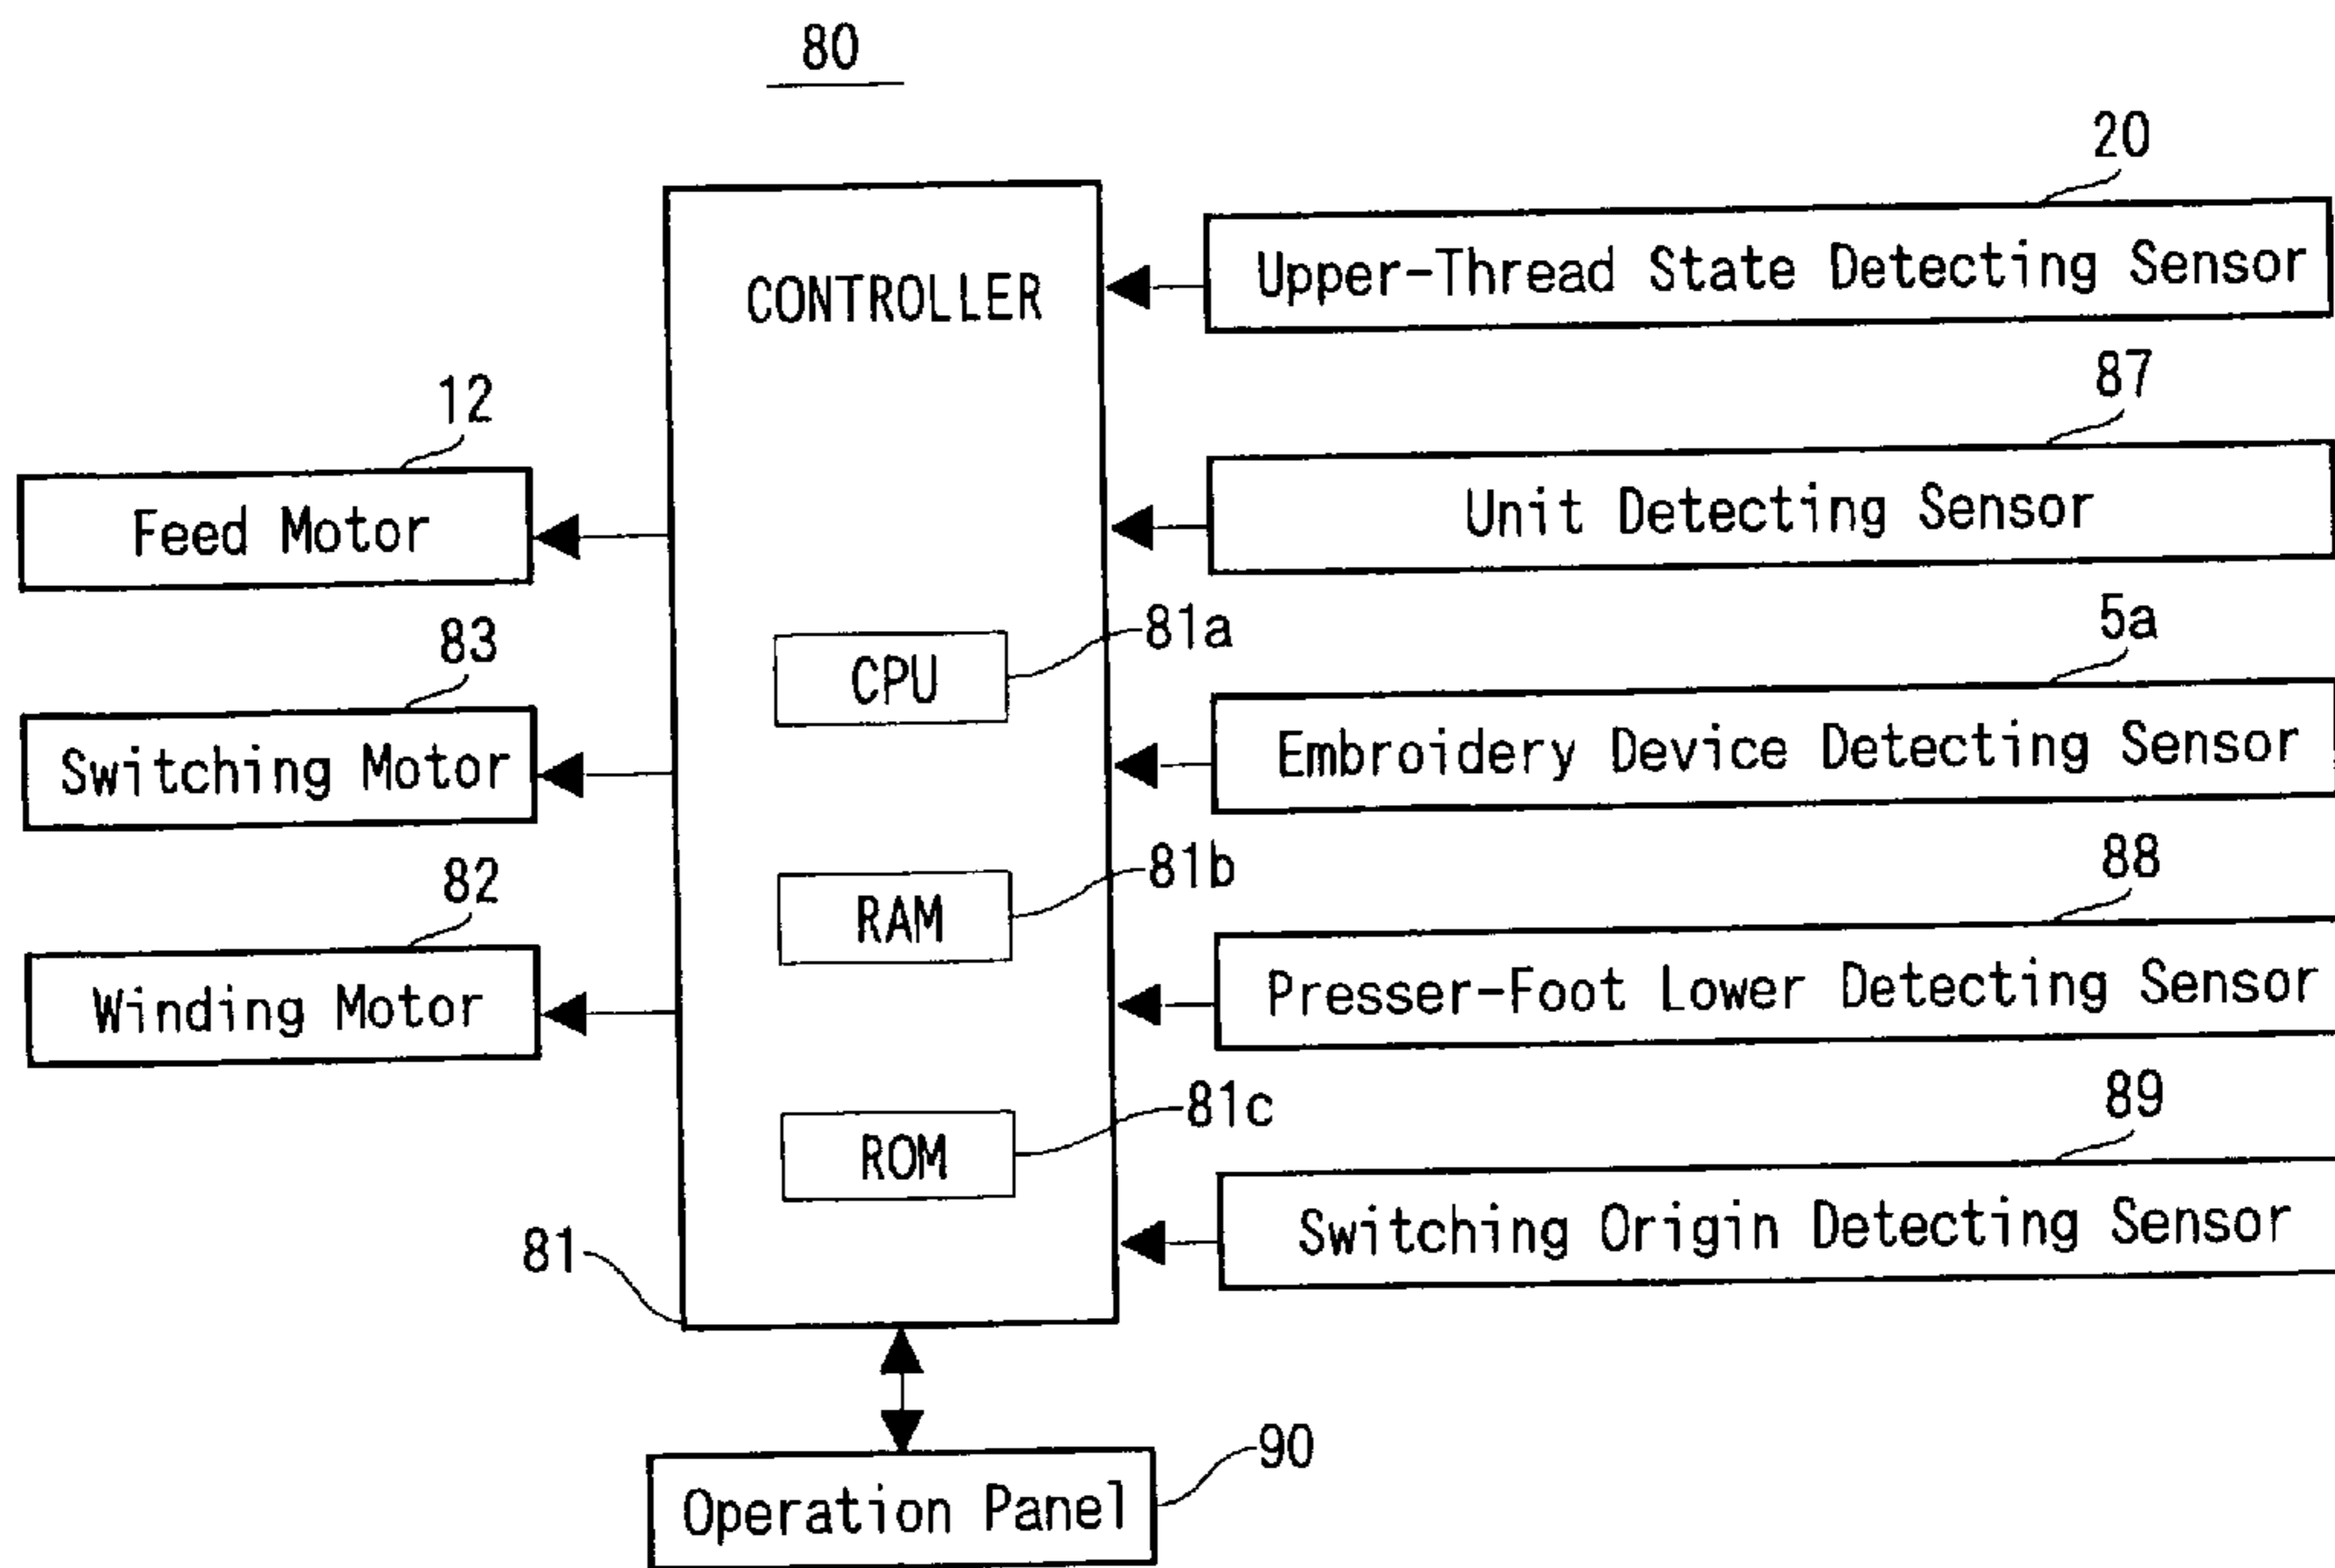 80
20
CONTROLLER
Upper-Thread State Detecting Sensor
12
87
Feed Motor
Unit Detecting Sensor
83
81a
5a
CPU
Switching Motor
Embroidery Device Detecting Sensor
82
81b
88
RAM
Winding Motor
Presser-Foot Lower Detecting Sensor
81c
89
ROM
81
Switching Origin Detecting Sensor
90
Operation Panel